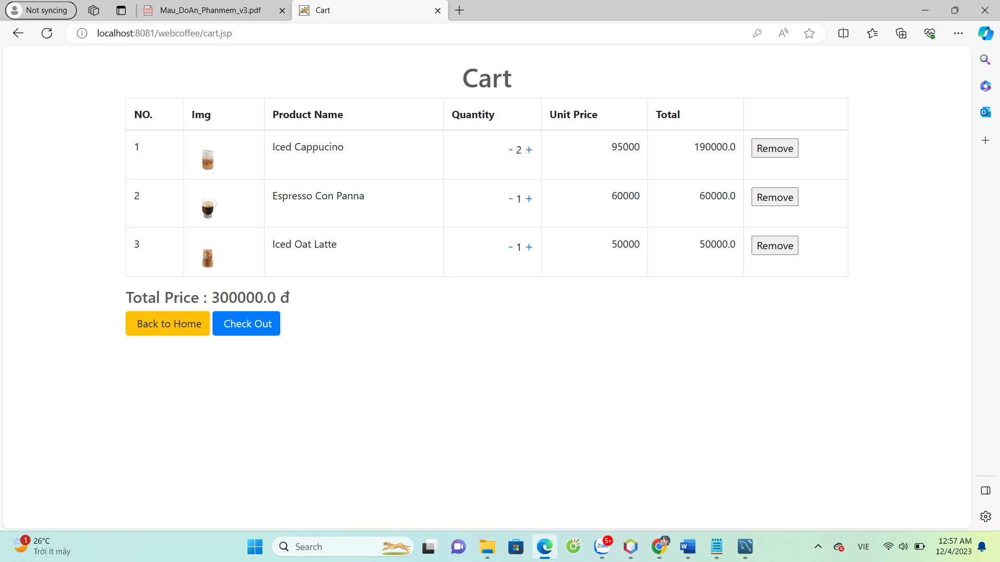 Not syncing
Mau_DoAn_Phanmem_v3.pdf
Cart
localhost:8081/webcoffee/cart.jsp
Cart
NO. Img Product Name Quantity Unit Price Total
1 Iced Cappucino - 2 + 95000 190000.0 Remove
2 Espresso Con Panna - 1 + 60000 60000.0 Remove
3 Iced Oat Latte - 1 + 50000 50000.0 Remove
Total Price : 300000.0 đ
Back to Home Check Out
1
26°C
Trời ít mây
Search
Zalo
5+
VIE
12:57 AM
12/4/2023